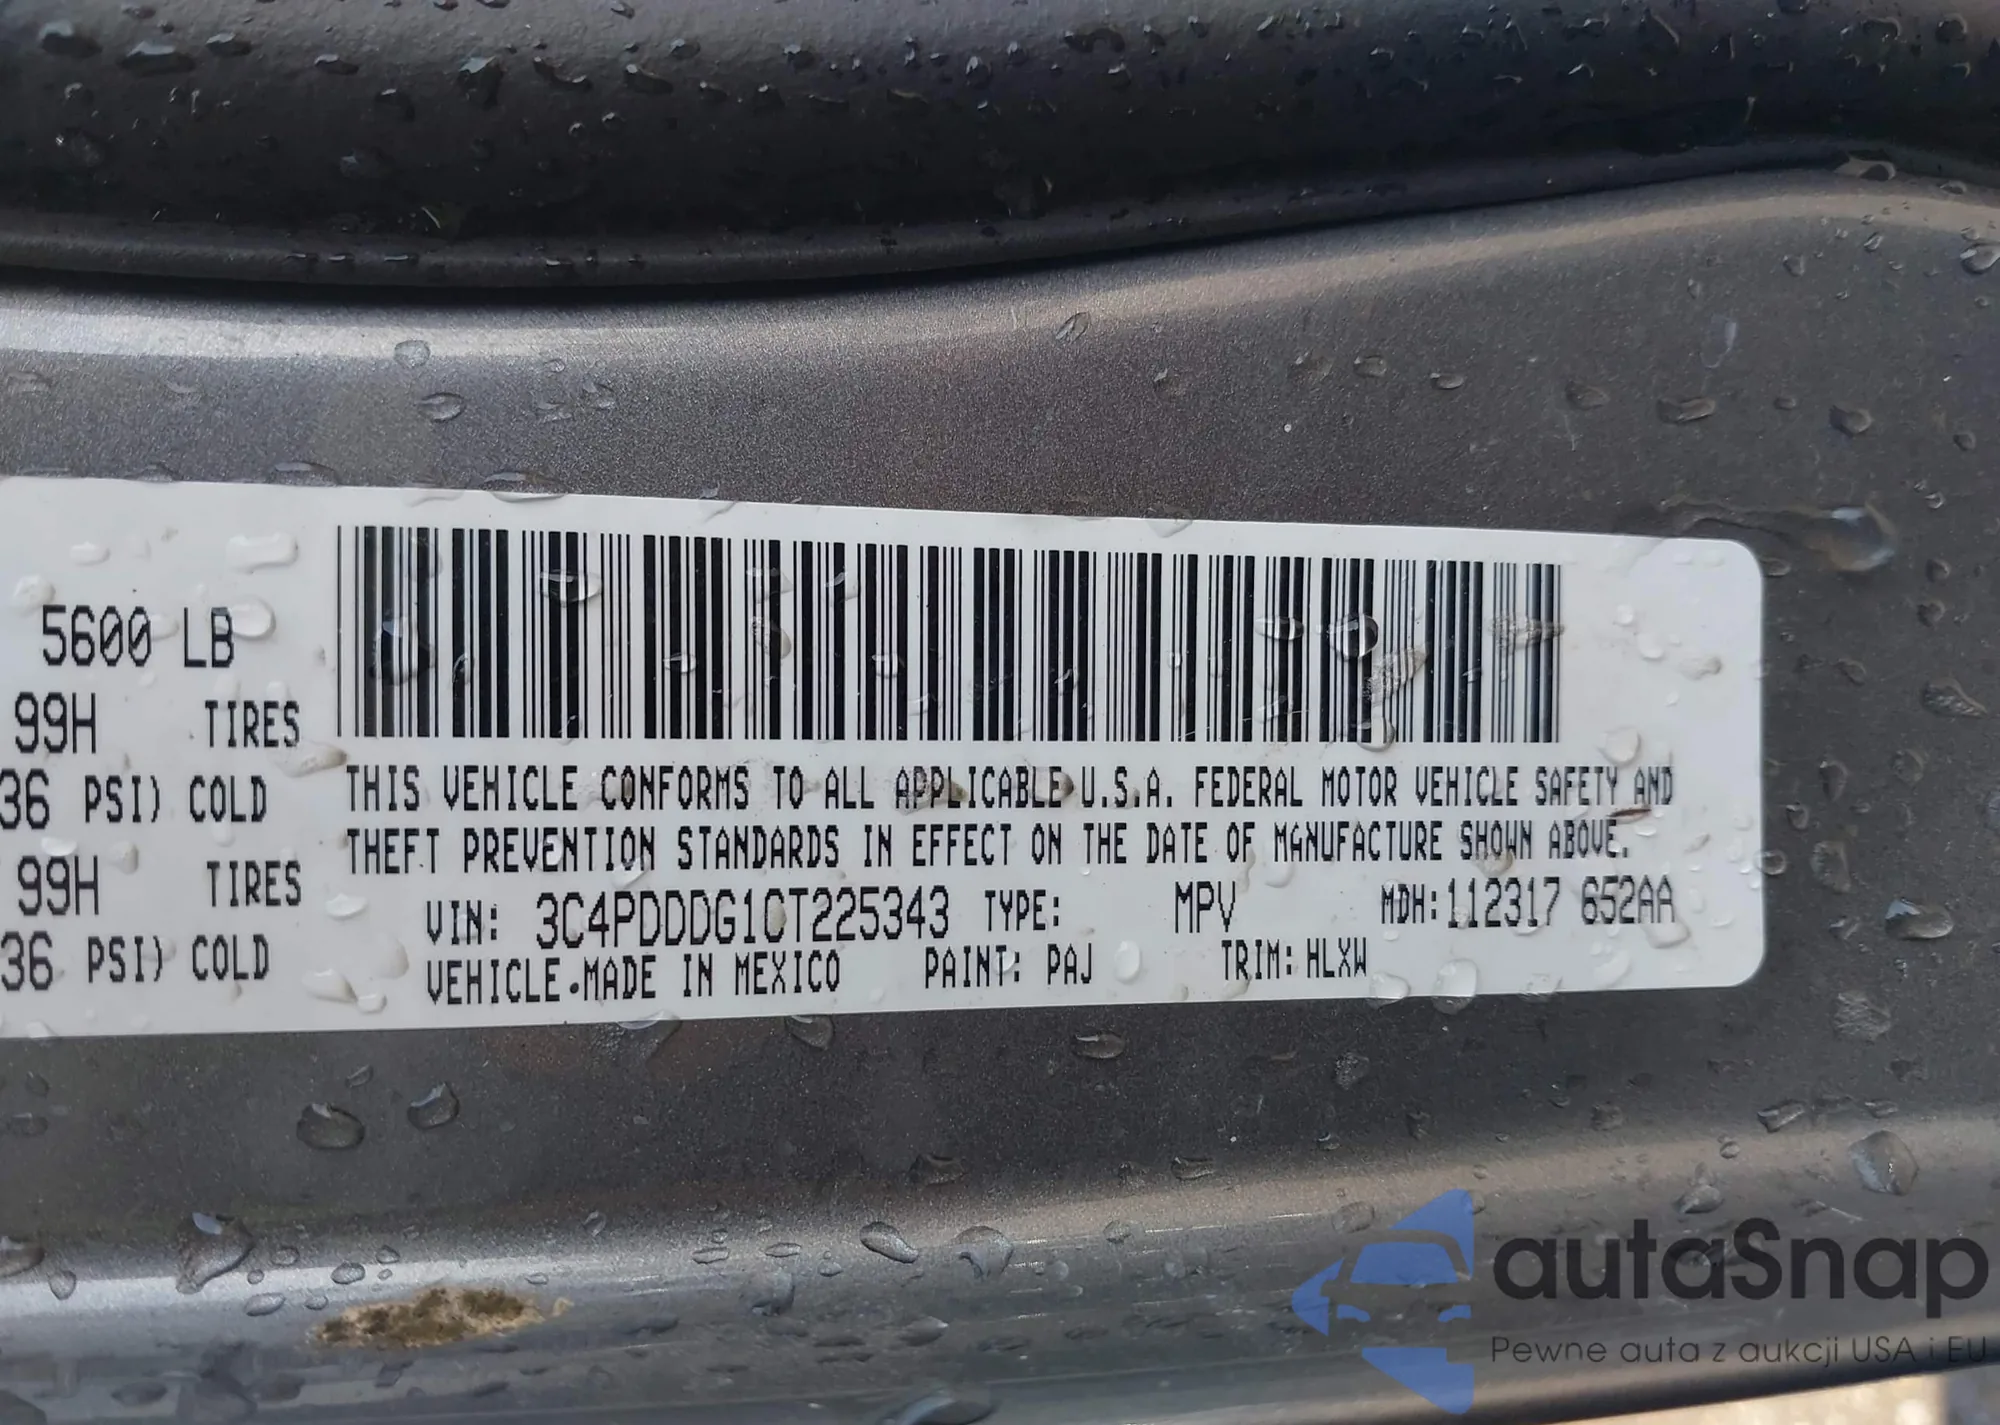 5600 LB
99H TIRES
36 PSI) COLD
99H TIRES
36 PSI) COLD
THIS VEHICLE CONFORMS TO ALL APPLICABLE U.S.A. FEDERAL MOTOR VEHICLE SAFETY AND
THEFT PREVENTION STANDARDS IN EFFECT ON THE DATE OF MANUFACTURE SHOWN ABOVE.
VIN: 3C4PDDDG1CT225343 TYPE: MPV MDH: 112317 652AA
VEHICLE MADE IN MEXICO PAINT: PAJ TRIM: HLXW
autaSnap
Pewne auta z aukcji USA i EU